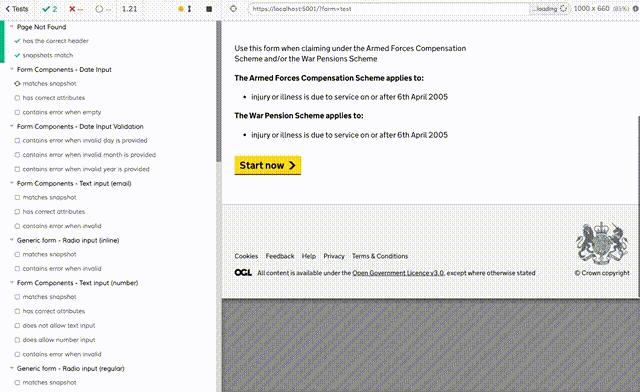 Tests
2
--
--
1.21
https://localhost:5001/?form=test
...loading
1000 x 660 (85%)
Page Not Found
has the correct header
snapshots match
Form Components - Date Input
matches snapshot
has correct attributes
contains error when empty
Form Components - Date Input Validation
contains error when invalid day is provided
contains error when invalid month is provided
contains error when invalid year is provided
Form Components - Text input (email)
matches snapshot
has correct attributes
contains error when invalid
Generic form - Radio input (inline)
matches snapshot
contains error when invalid
Form Components - Text input (number)
matches snapshot
has correct attributes
does not allow text input
does allow number input
contains error when invalid
Generic form - Radio input (regular)
matches snapshot
Use this form when claiming under the Armed Forces Compensation
Scheme and/or the War Pensions Scheme
The Armed Forces Compensation Scheme applies to:
injury or illness is due to service on or after 6th April 2005
The War Pension Scheme applies to:
injury or illness is due to service on or after 6th April 2005
Start now
Cookies Feedback Help Privacy Terms & Conditions
OGL All content is available under the Open Government Licence v3.0, except where otherwise stated
© Crown copyright